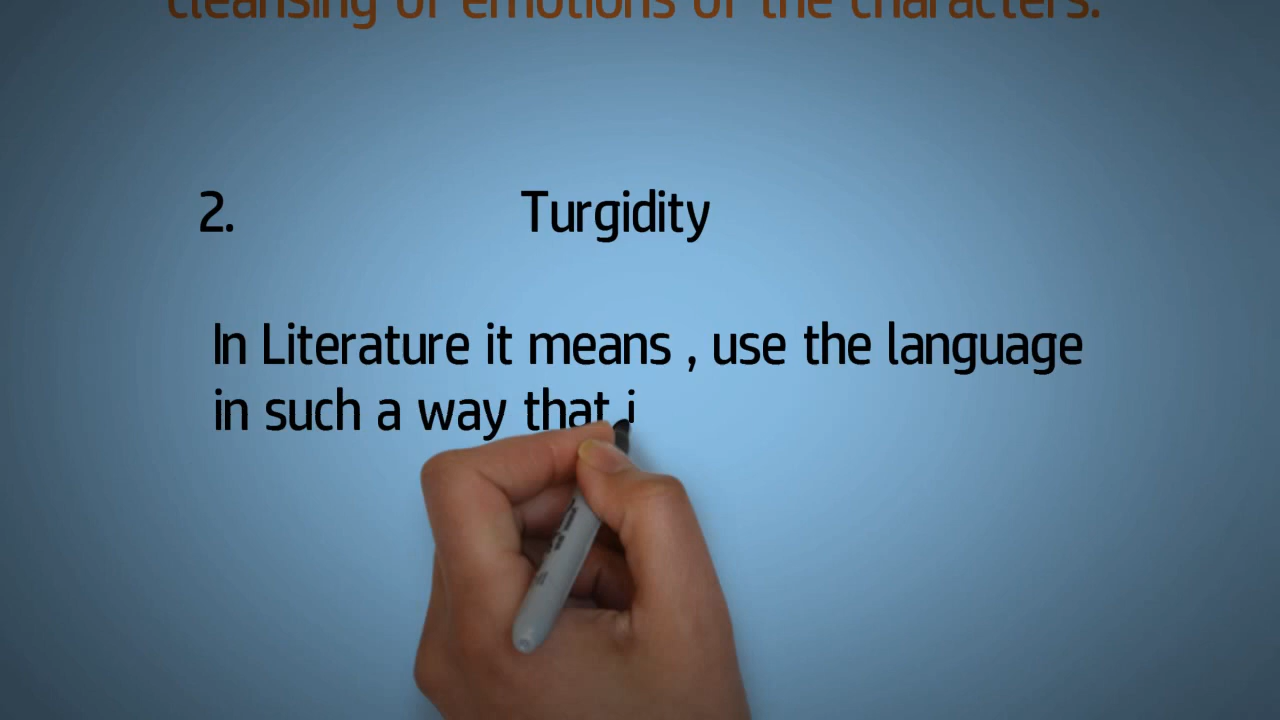 cleansing of emotions of the characters.
2. Turgidity
In Literature it means , use the language
in such a way that i